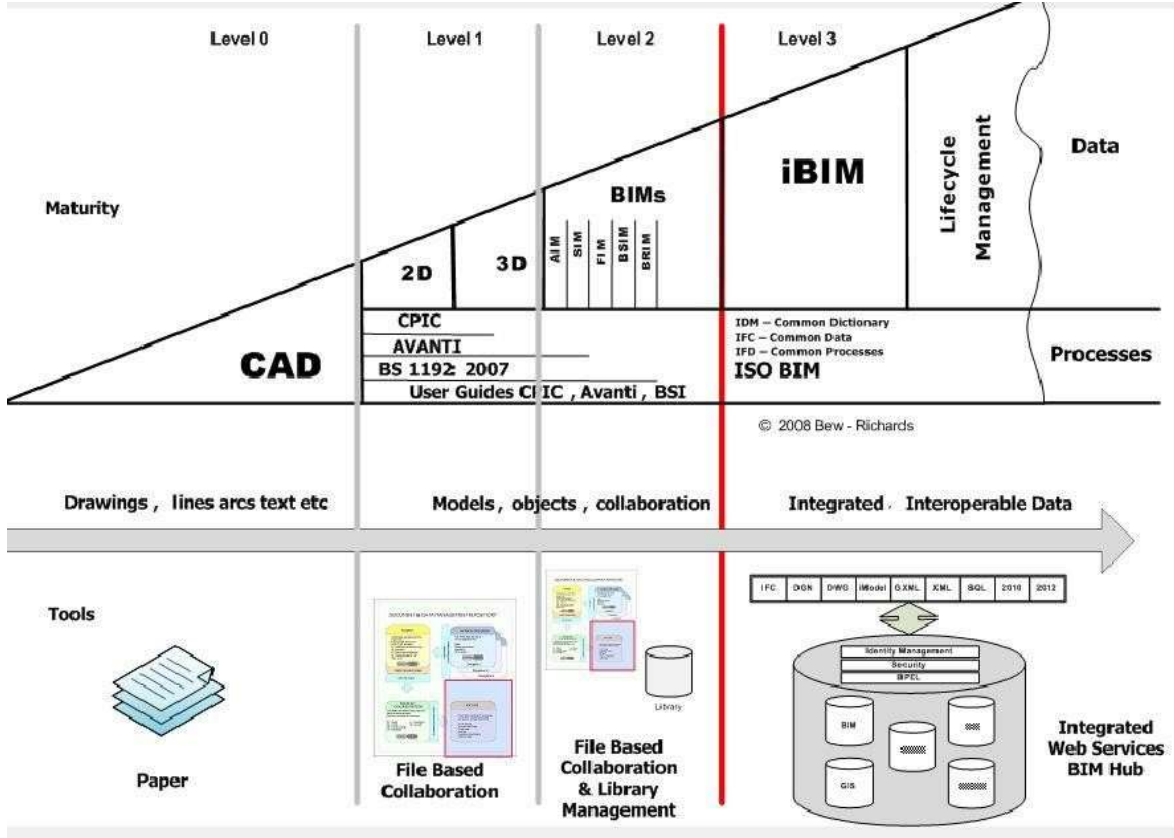 Level 0
Level 1
Level 2
Level 3
Maturity
CAD
2D
3D
BIMs
AIM
SIM
FIM
BSIM
BRIM
iBIM
Lifecycle
Management
Data
CPIC
AVANTI
BS 1192: 2007
User Guides CPIC , Avanti , BSI
IDM – Common Dictionary
IFC – Common Data
IFD – Common Processes
ISO BIM
Processes
© 2008 Bew - Richards
Drawings , lines arcs text etc
Models , objects , collaboration
Integrated , Interoperable Data
Tools
Paper
DOCUMENT & DATA MANAGEMENT REPOSITORY
File Based
Collaboration
Library
File Based
Collaboration
& Library
Management
IFC
DGN
DWG
iModel
GXML
XML
SQL
2010
2012
Identity Management
Security
BPEL
BIM
GIS
Integrated
Web Services
BIM Hub